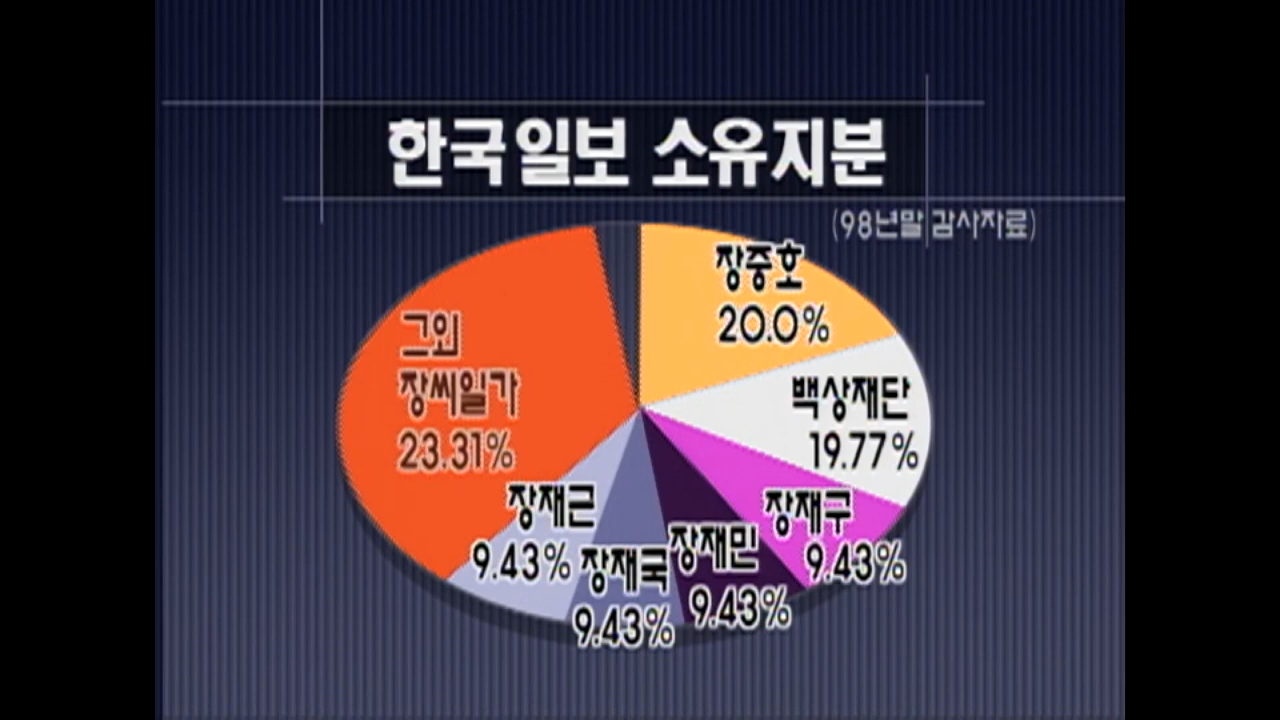 한국일보 소유지분
(98년말 감사자료)
장중호
20.0%
백상재단
19.77%
장재구
9.43%
장재민
9.43%
장재국
9.43%
장재근
9.43%
그외
장씨일가
23.31%